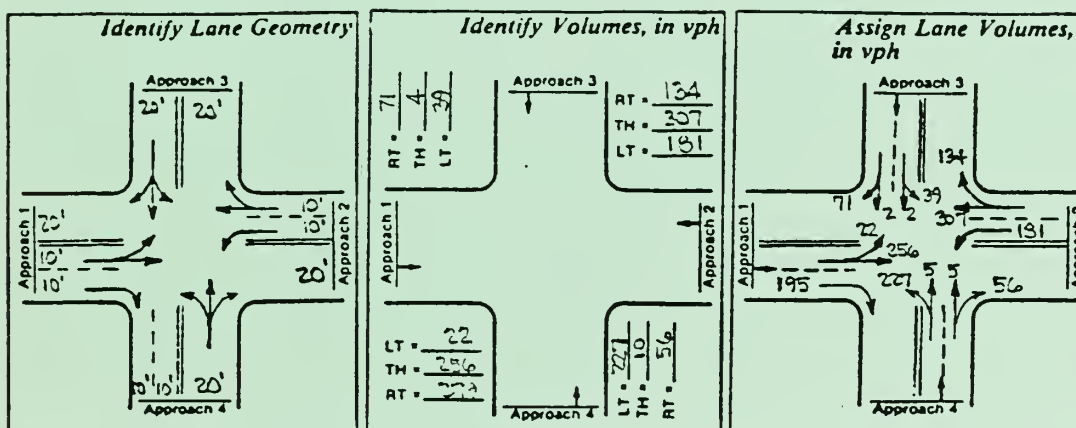 Identify Lane Geometry
Approach 3
20' 20'
Approach 1
20'
10'
10'
10'
10'
Approach 2
20'
10' 20'
Approach 4
Identify Volumes, in vph
Approach 3
RT = 71
TH = 4
LT = 39
RT = 134
TH = 307
LT = 181
Approach 1
Approach 2
LT = 22
TH = 256
RT =
LT = 227
TH = 10
RT = 56
Approach 4
Assign Lane Volumes,
in vph
Approach 3
134
71 2 2 39
307
181
Approach 1
22
256
195
227 5 5 56
Approach 4